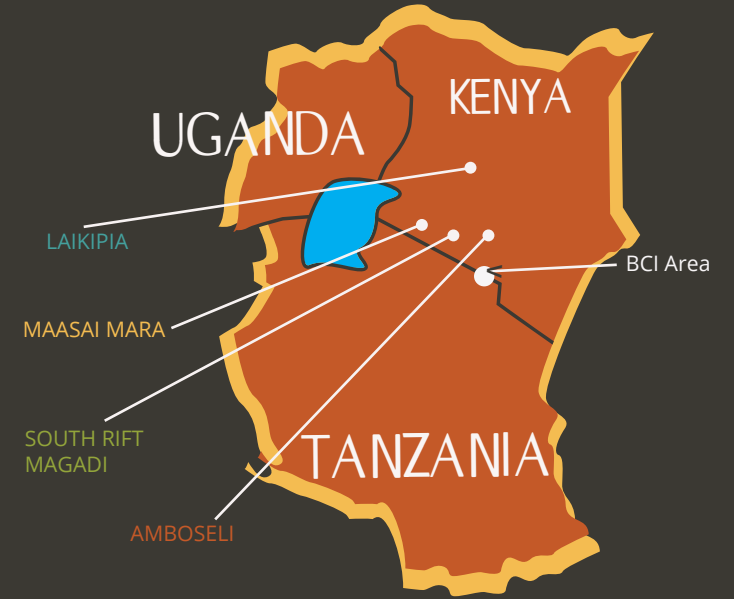 KENYA
UGANDA
LAIKIPIA
BCI Area
MAASAI MARA
SOUTH RIFT
MAGADI
TANZANIA
AMBOSELI